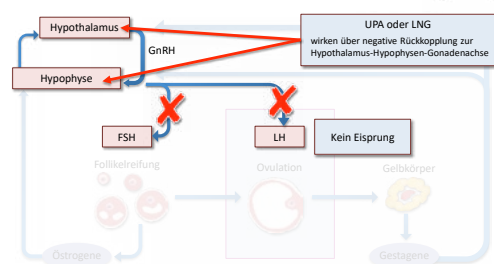 Hypothalamus
GnRH
Hypophyse
UPA oder LNG
wirken über negative Rückkopplung zur
Hypothalamus-Hypophysen-Gonadenachse
FSH
LH
Kein Eisprung
Follikelreifung
Ovulation
Gelbkörper
Östrogene
Gestagene